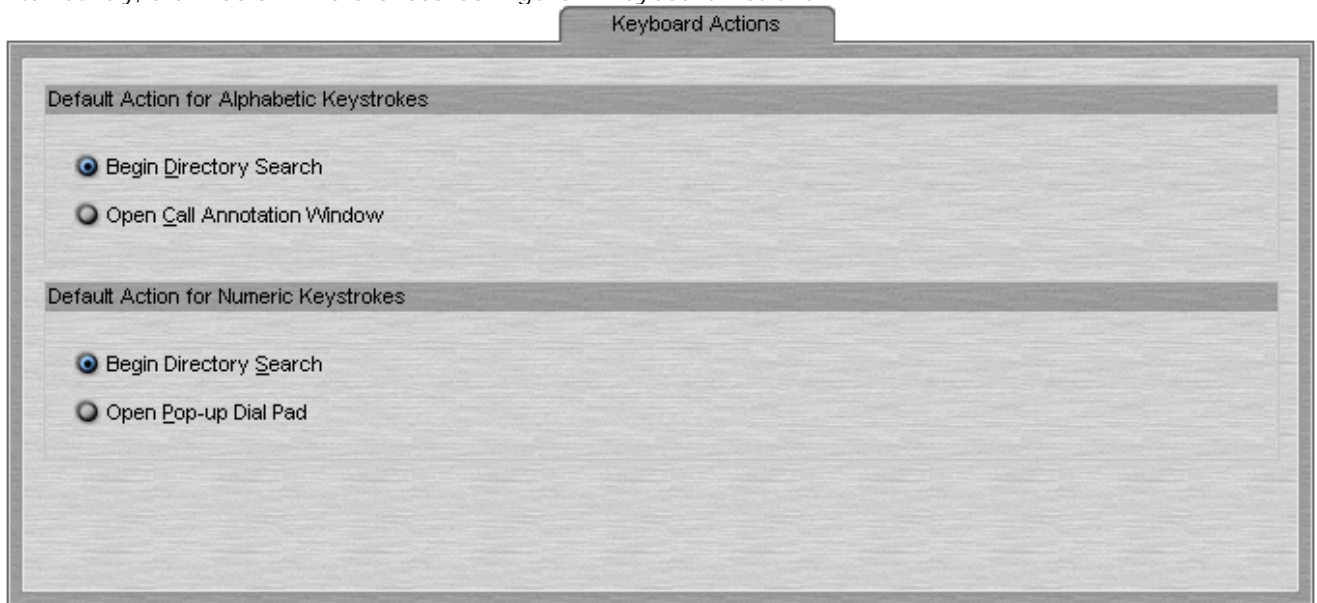 Keyboard Actions
Default Action for Alphabetic Keystrokes
Begin Directory Search
Open Call Annotation Window
Default Action for Numeric Keystrokes
Begin Directory Search
Open Pop-up Dial Pad